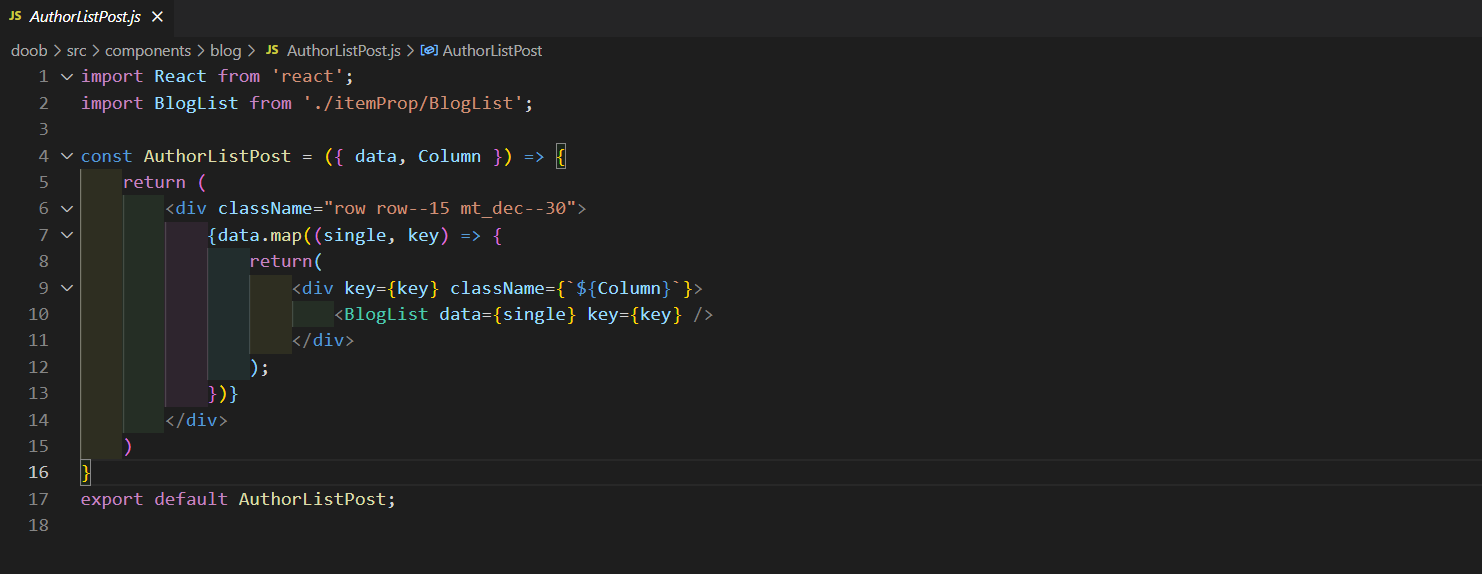 JS AuthorListPost.js ×
doob > src > components > blog > JS AuthorListPost.js > AuthorListPost
1 import React from 'react';
2 import BlogList from './itemProp/BlogList';
3
4 const AuthorListPost = ({ data, Column }) => {
5     return (
6         <div className="row row--15 mt_dec--30">
7             {data.map((single, key) => {
8                 return(
9                     <div key={key} className={`${Column}`}>
10                         <BlogList data={single} key={key} />
11                     </div>
12                 );
13             })}
14         </div>
15     )
16 }
17 export default AuthorListPost;
18